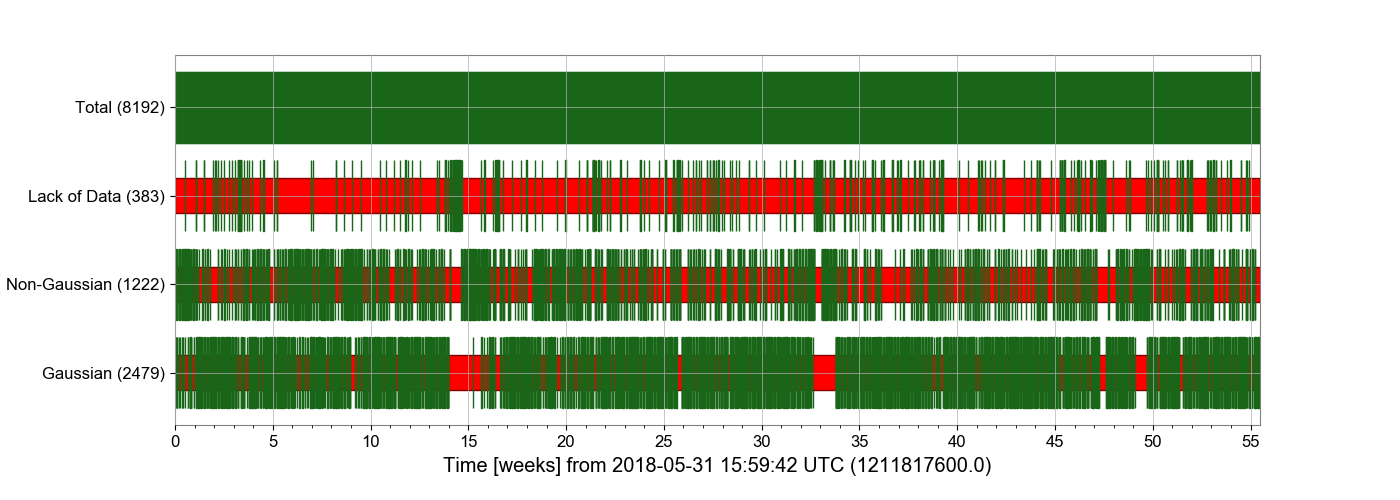 Total (8192)
Lack of Data (383)
Non-Gaussian (1222)
Gaussian (2479)
0 5 10 15 20 25 30 35 40 45 50 55
Time [weeks] from 2018-05-31 15:59:42 UTC (1211817600.0)